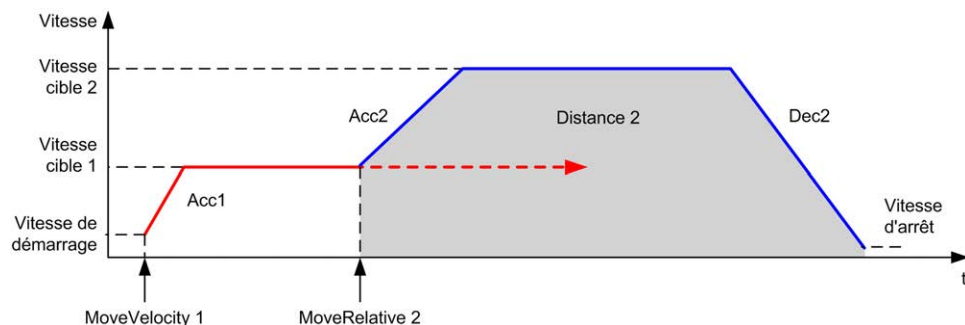 Vitesse
Vitesse
cible 2
Acc2
Distance 2
Dec2
Vitesse
cible 1
Acc1
Vitesse de
démarrage
Vitesse
d'arrêt
t
MoveVelocity 1
MoveRelative 2